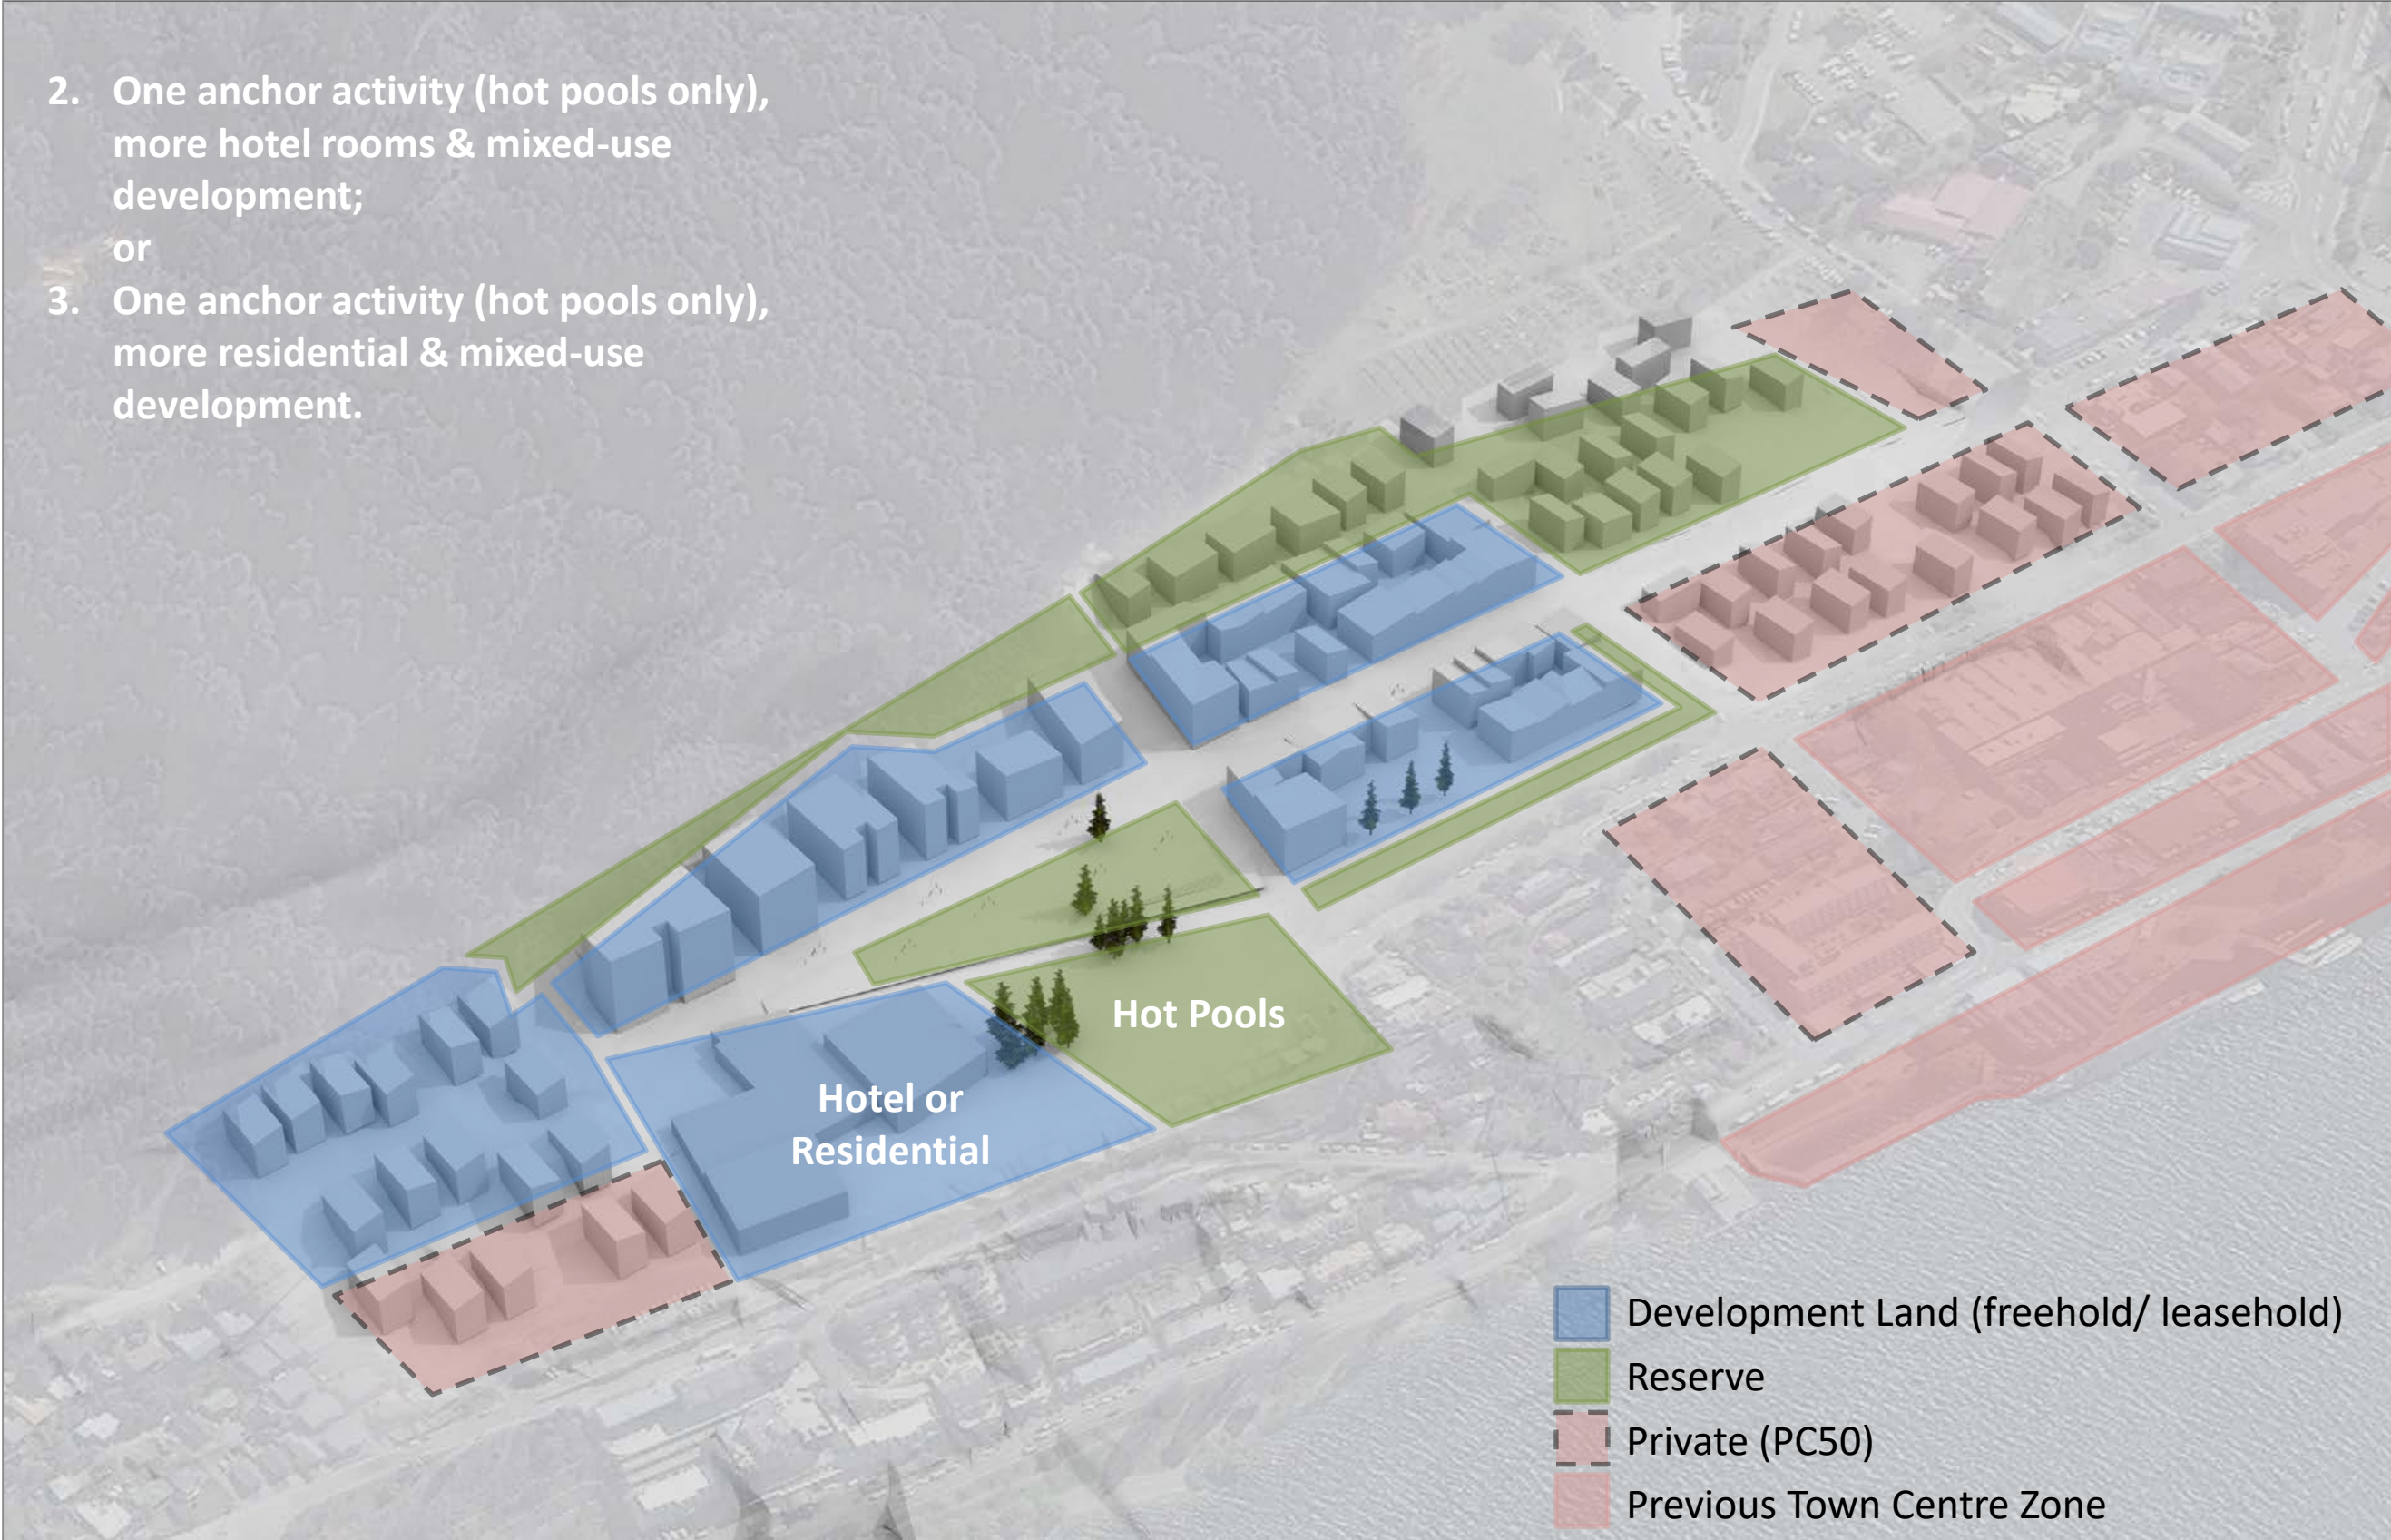 2. One anchor activity (hot pools only),
more hotel rooms & mixed-use
development;
or
3. One anchor activity (hot pools only),
more residential & mixed-use
development.
Hot Pools
Hotel or
Residential
Development Land (freehold/ leasehold)
Reserve
Private (PC50)
Previous Town Centre Zone